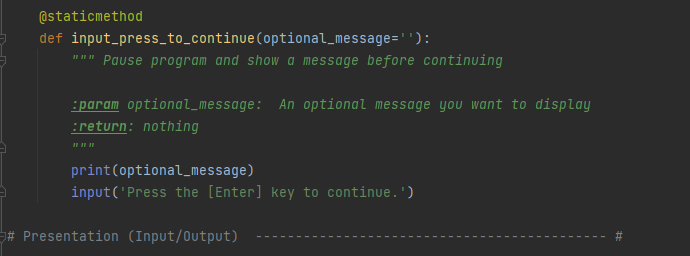 @staticmethod
def input_press_to_continue(optional_message=''):
""" Pause program and show a message before continuing
:param optional_message:  An optional message you want to display
:return: nothing
"""
print(optional_message)
input('Press the [Enter] key to continue.')
# Presentation (Input/Output)  -------------------------------------------- #